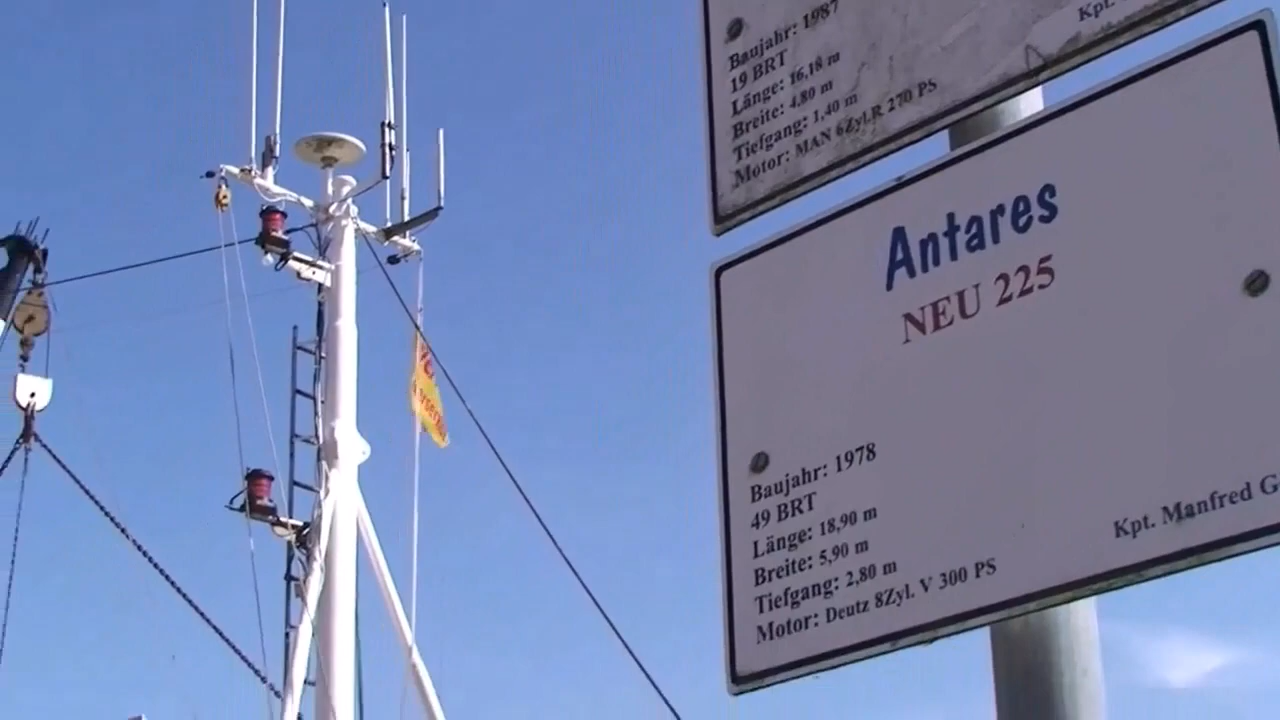 Kpt.
Baujahr: 1987
19 BRT
Länge: 16,18 m
Breite: 4,80 m
Tiefgang: 1,40 m
Motor: MAN 6Zyl.R 270 PS
Antares
NEU 225
Baujahr: 1978
49 BRT
Länge: 18,90 m
Breite: 5,90 m
Tiefgang: 2,80 m
Motor: Deutz 8Zyl. V 300 PS
Kpt. Manfred G